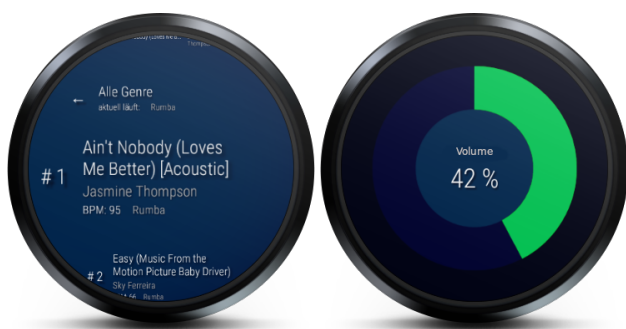 ← Alle Genre
aktuell läuft: Rumba
Ain't Nobody (Loves
Me Better) [Acoustic]
# 1
Jasmine Thompson
BPM: 95 Rumba
Easy (Music From the
Motion Picture Baby Driver)
# 2
Sky Ferreira
66 Rumba
Volume
42 %